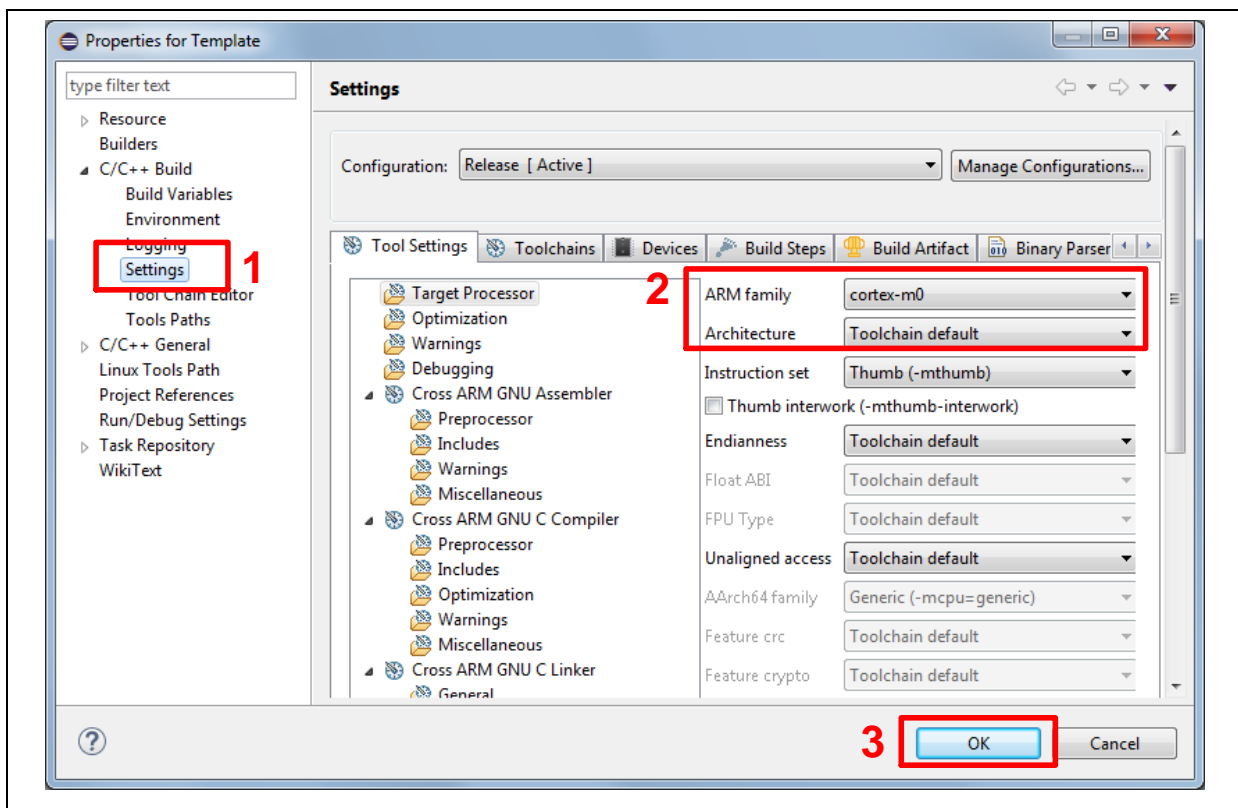 Properties for Template
type filter text
Resource
Builders
C/C++ Build
Build Variables
Environment
Logging
Settings
Tool Chain Editor
Tools Paths
C/C++ General
Linux Tools Path
Project References
Run/Debug Settings
Task Repository
WikiText
1
Settings
Configuration: Release [ Active ] Manage Configurations...
Tool Settings Toolchains Devices Build Steps Build Artifact Binary Parser
Target Processor
Optimization
Warnings
Debugging
Cross ARM GNU Assembler
Preprocessor
Includes
Warnings
Miscellaneous
Cross ARM GNU C Compiler
Preprocessor
Includes
Optimization
Warnings
Miscellaneous
Cross ARM GNU C Linker
General
2
ARM family cortex-m0
Architecture Toolchain default
Instruction set Thumb (-mthumb)
Thumb interwork (-mthumb-interwork)
Endianness Toolchain default
Float ABI Toolchain default
FPU Type Toolchain default
Unaligned access Toolchain default
AArch64 family Generic (-mcpu=generic)
Feature crc Toolchain default
Feature crypto Toolchain default
3
OK Cancel